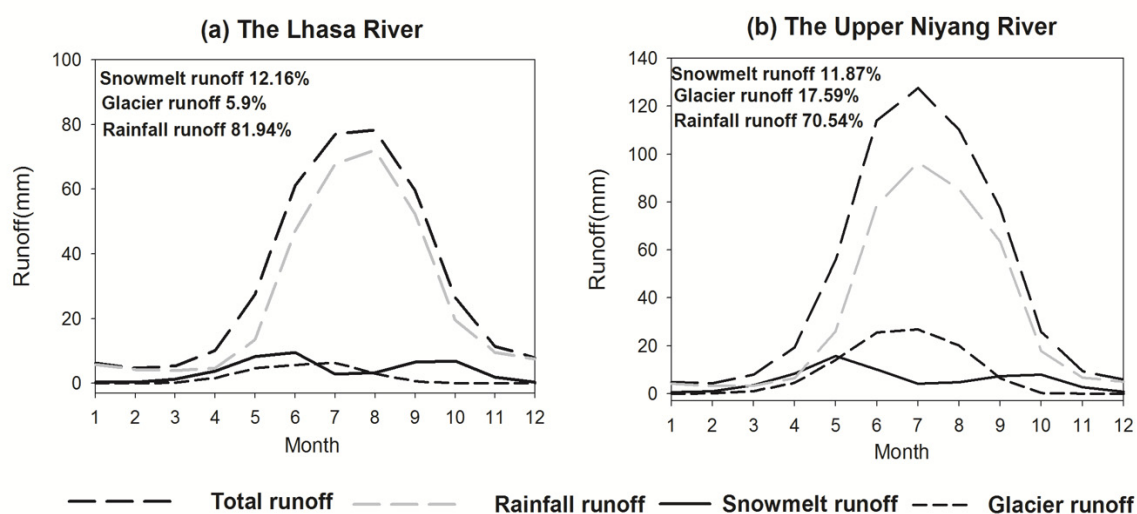 (a) The Lhasa River
Snowmelt runoff 12.16%
Glacier runoff 5.9%
Rainfall runoff 81.94%
100
80
60
40
20
0
Runoff(mm)
1 2 3 4 5 6 7 8 9 10 11 12
Month
(b) The Upper Niyang River
Snowmelt runoff 11.87%
Glacier runoff 17.59%
Rainfall runoff 70.54%
140
120
100
80
60
40
20
0
Runoff(mm)
1 2 3 4 5 6 7 8 9 10 11 12
Month
Total runoff Rainfall runoff Snowmelt runoff Glacier runoff